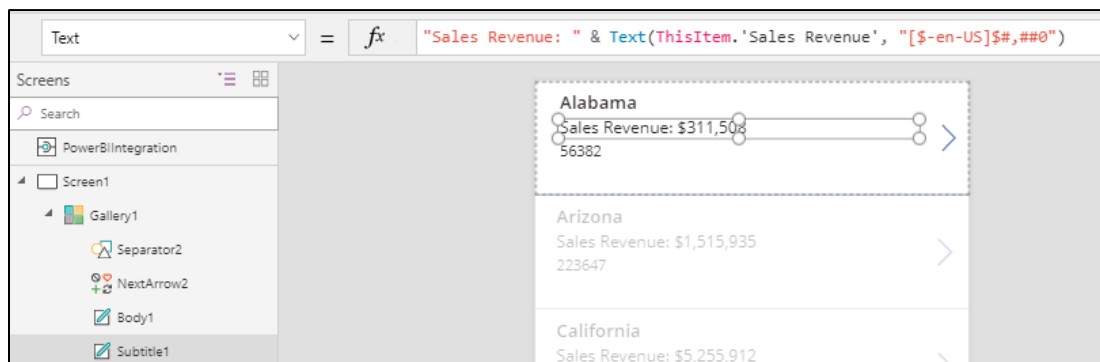 Text
=
fx
"Sales Revenue: " & Text(ThisItem.'Sales Revenue', "[$-en-US]$#,##0")
Screens
Search
PowerBIIntegration
Screen1
Gallery1
Separator2
NextArrow2
Body1
Subtitle1
Alabama
Sales Revenue: $311,508
56382
Arizona
Sales Revenue: $1,515,935
223647
California
Sales Revenue: $5,255,912